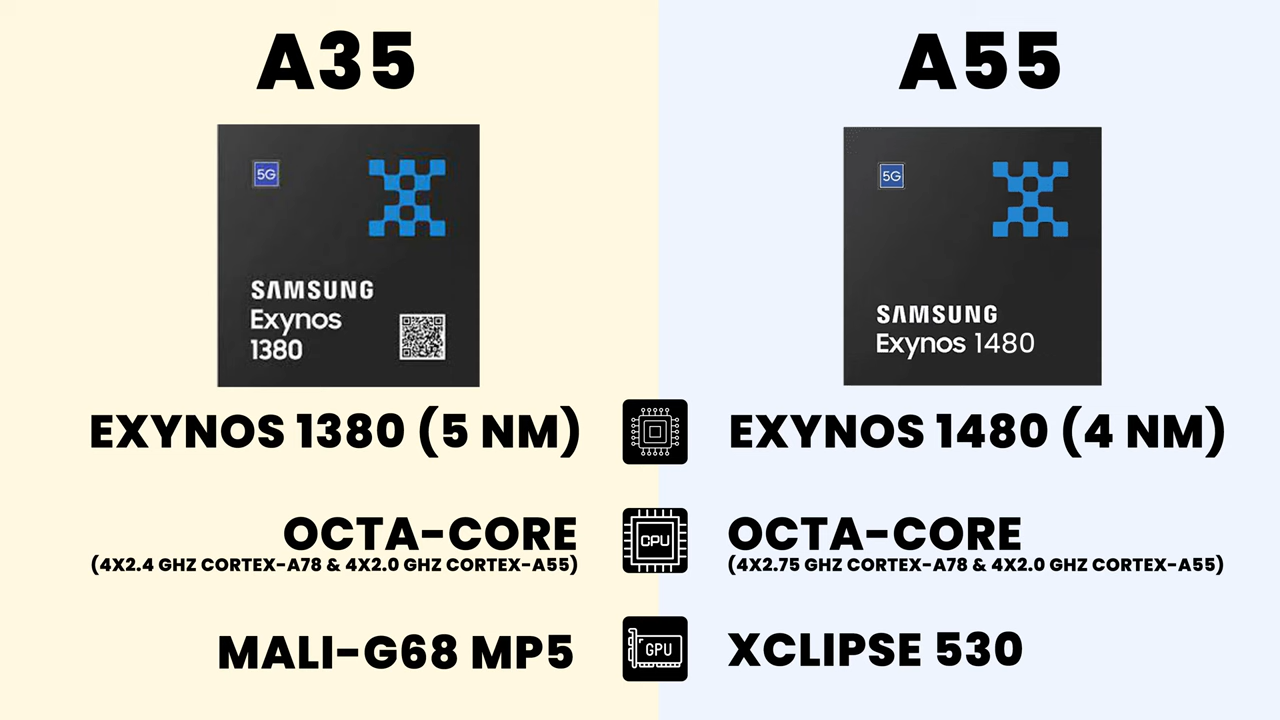 A35
A55
5G
SAMSUNG
Exynos
1380
5G
SAMSUNG
Exynos 1480
EXYNOS 1380 (5 NM)
EXYNOS 1480 (4 NM)
OCTA-CORE
(4X2.4 GHZ CORTEX-A78 & 4X2.0 GHZ CORTEX-A55)
CPU
OCTA-CORE
(4X2.75 GHZ CORTEX-A78 & 4X2.0 GHZ CORTEX-A55)
MALI-G68 MP5
GPU
XCLIPSE 530